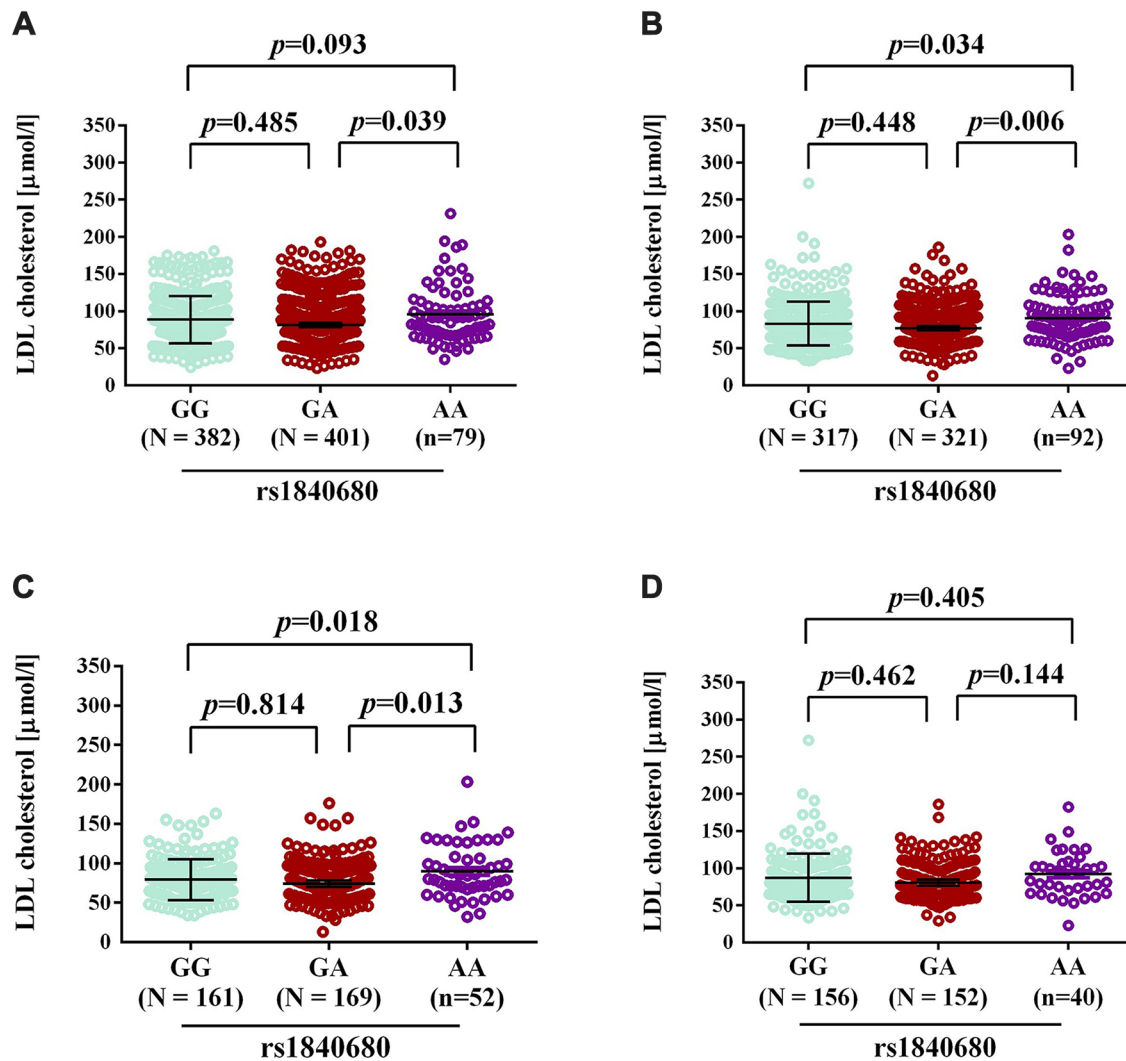 A
p=0.093
p=0.485 p=0.039
LDL cholesterol [μmol/l]
350
300
250
200
150
100
50
0
GG GA AA
(N = 382) (N = 401) (n=79)
rs1840680
B
p=0.034
p=0.448 p=0.006
LDL cholesterol [μmol/l]
350
300
250
200
150
100
50
0
GG GA AA
(N = 317) (N = 321) (n=92)
rs1840680
C
p=0.018
p=0.814 p=0.013
LDL cholesterol [μmol/l]
350
300
250
200
150
100
50
0
GG GA AA
(N = 161) (N = 169) (n=52)
rs1840680
D
p=0.405
p=0.462 p=0.144
LDL cholesterol [μmol/l]
350
300
250
200
150
100
50
0
GG GA AA
(N = 156) (N = 152) (n=40)
rs1840680